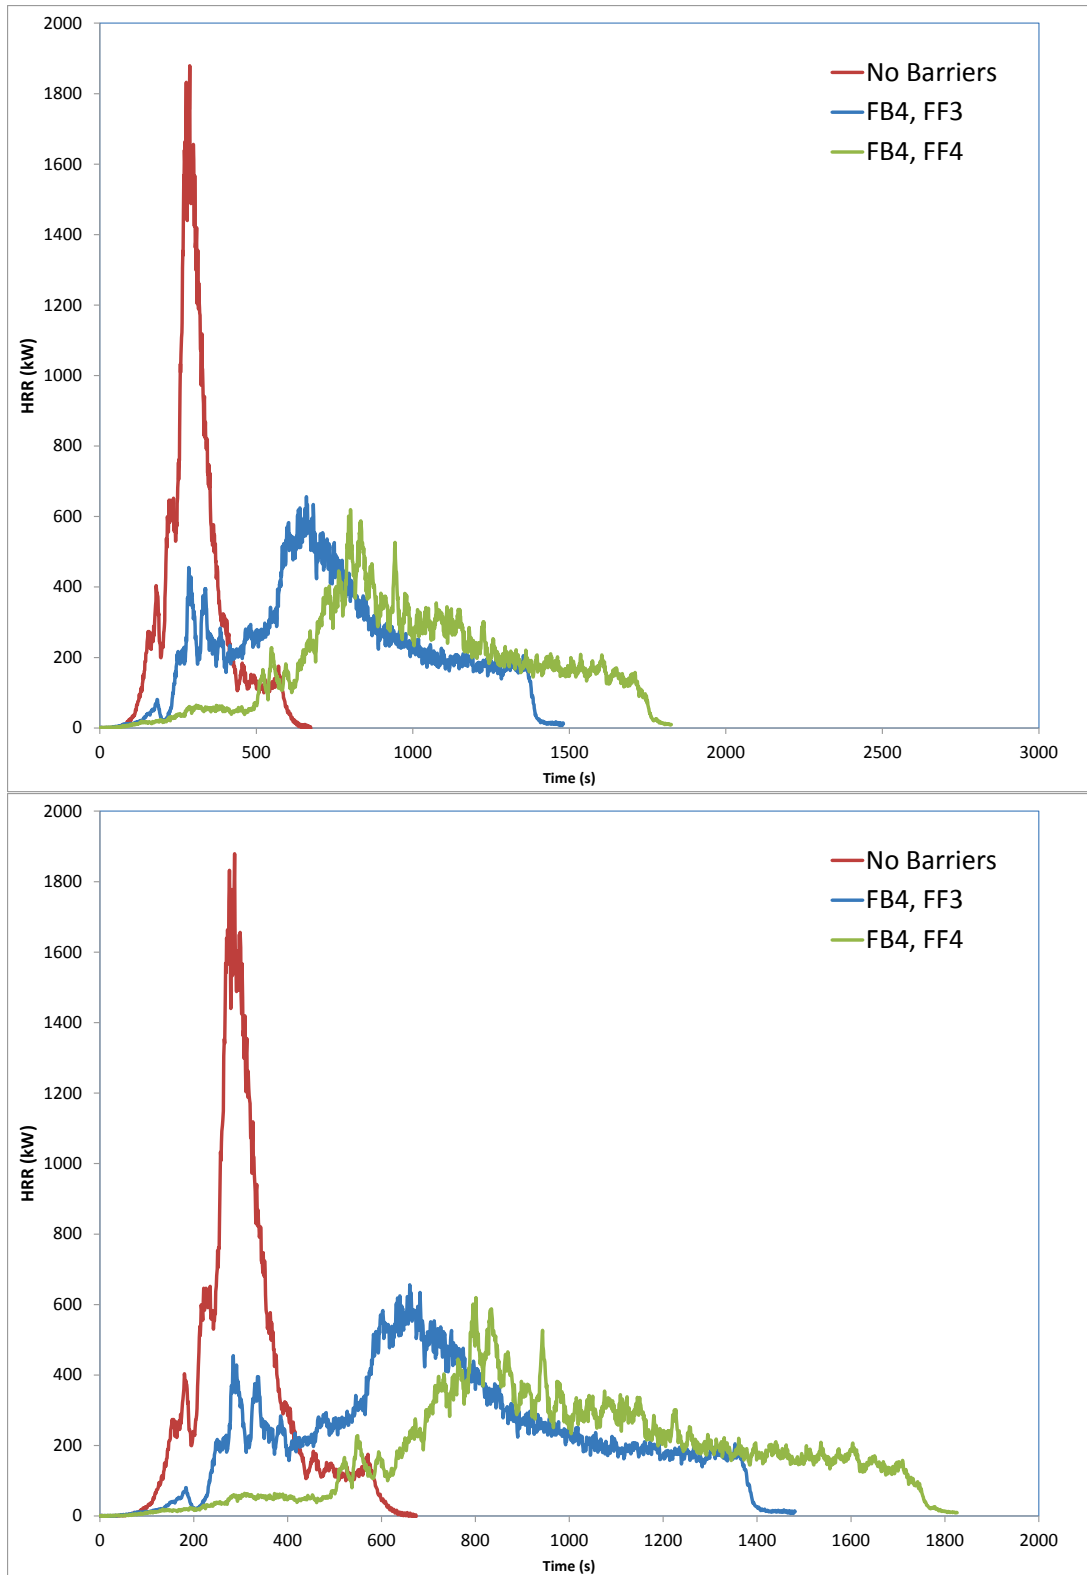 2000
1800
1600
1400
1200
1000
800
600
400
200
0
HRR (kW)
No Barriers
FB4, FF3
FB4, FF4
0 500 1000 1500 2000 2500 3000
Time (s)
2000
1800
1600
1400
1200
1000
800
600
400
200
0
HRR (kW)
No Barriers
FB4, FF3
FB4, FF4
0 200 400 600 800 1000 1200 1400 1600 1800 2000
Time (s)